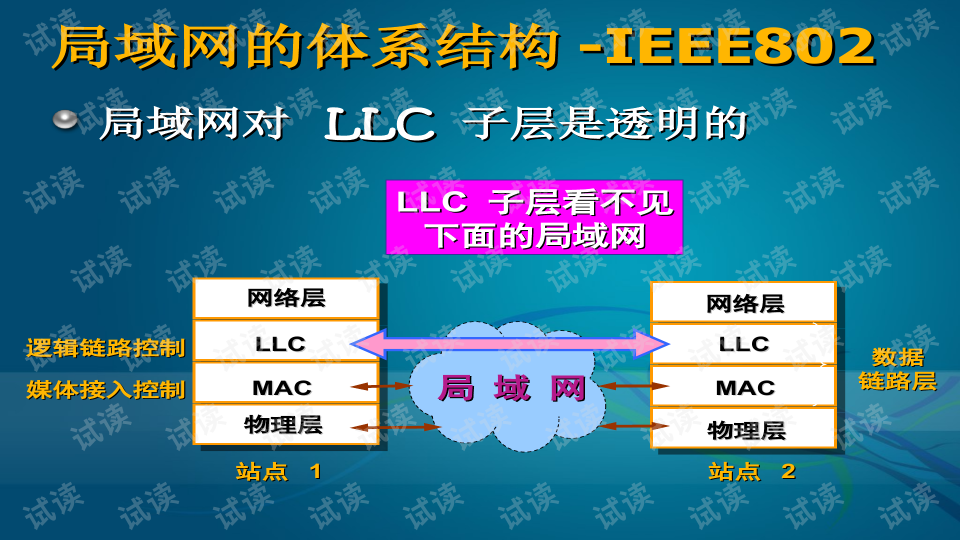 局域网的体系结构 -IEEE802
局域网对 LLC 子层是透明的
LLC 子层看不见
下面的局域网
网络层
LLC
MAC
物理层
逻辑链路控制
媒体接入控制
站点 1
局 域 网
网络层
LLC
MAC
物理层
数据
链路层
站点 2
试读